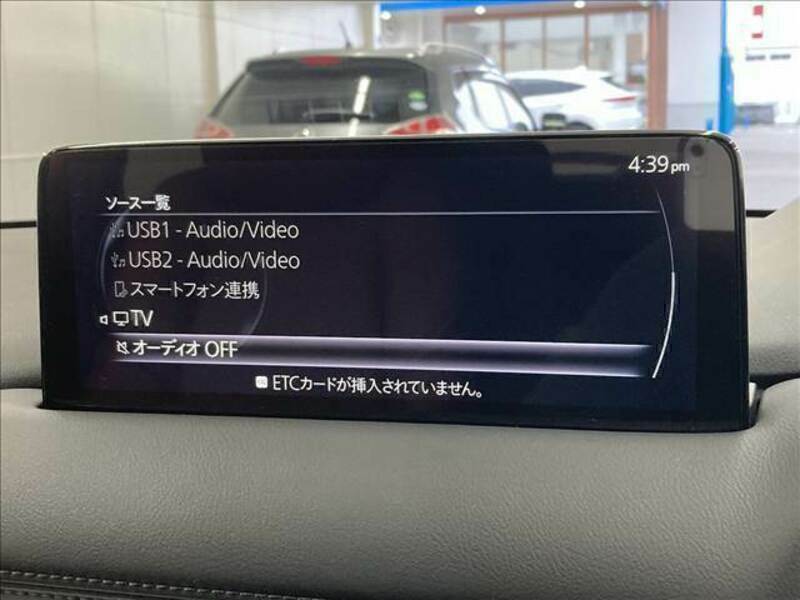 4:39pm
ソース一覧
USB1 - Audio/Video
USB2 - Audio/Video
スマートフォン連携
TV
オーディオ OFF
ETCカードが挿入されていません。